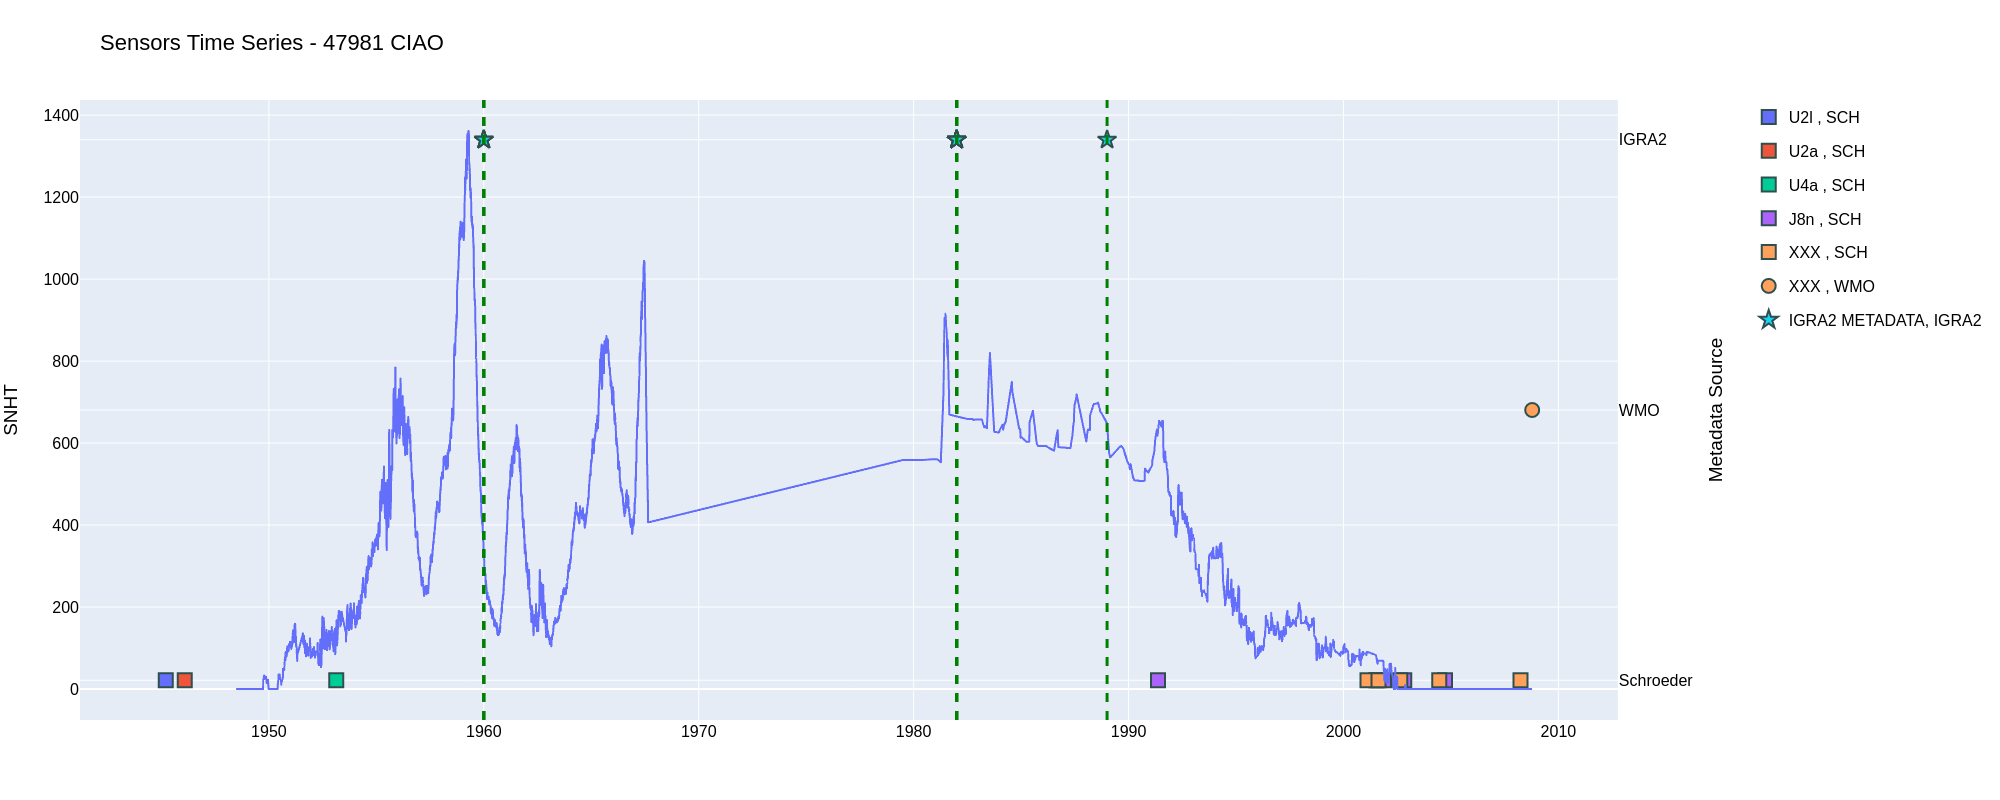 Sensors Time Series - 47981 CIAO
SNHT
1400
1200
1000
800
600
400
200
0
1950
1960
1970
1980
1990
2000
2010
IGRA2
WMO
Schroeder
Metadata Source
U2l , SCH
U2a , SCH
U4a , SCH
J8n , SCH
XXX , SCH
XXX , WMO
IGRA2 METADATA, IGRA2